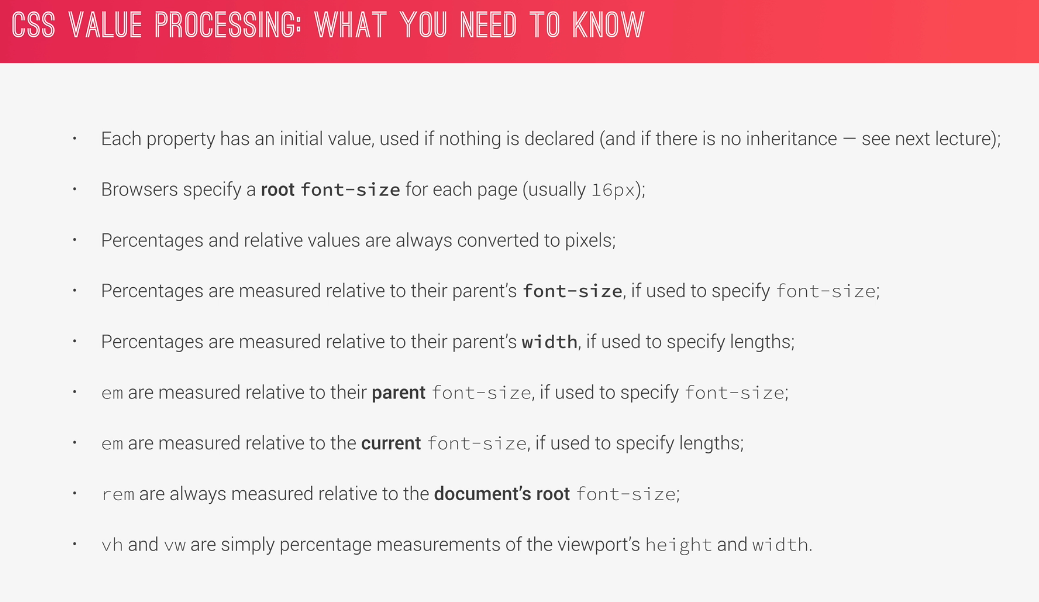 CSS VALUE PROCESSING: WHAT YOU NEED TO KNOW
• Each property has an initial value, used if nothing is declared (and if there is no inheritance — see next lecture);
• Browsers specify a root font-size for each page (usually 16px);
• Percentages and relative values are always converted to pixels;
• Percentages are measured relative to their parent’s font-size, if used to specify font-size;
• Percentages are measured relative to their parent’s width, if used to specify lengths;
• em are measured relative to their parent font-size, if used to specify font-size;
• em are measured relative to the current font-size, if used to specify lengths;
• rem are always measured relative to the document’s root font-size;
• vh and vw are simply percentage measurements of the viewport’s height and width.